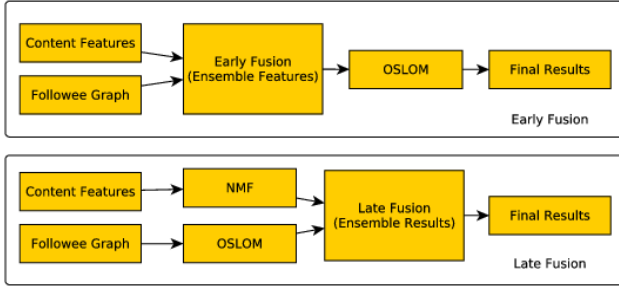 Content Features
Followee Graph
Early Fusion
(Ensemble Features)
OSLOM
Final Results
Early Fusion
Content Features
NMF
Followee Graph
OSLOM
Late Fusion
(Ensemble Results)
Final Results
Late Fusion